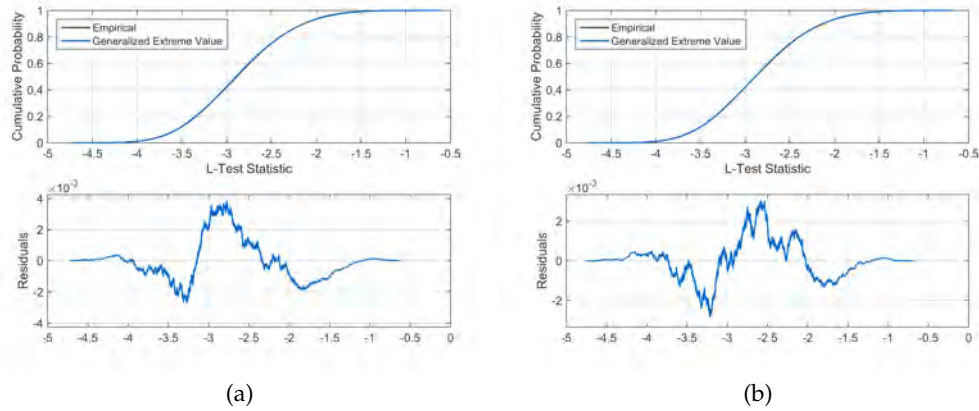 1
0.8
0.6
0.4
0.2
0
Cumulative Probability
Empirical
Generalized Extreme Value
-5 -4.5 -4 -3.5 -3 -2.5 -2 -1.5 -1 -0.5
L-Test Statistic
×10⁻³
4
2
0
-2
-4
Residuals
-5 -4.5 -4 -3.5 -3 -2.5 -2 -1.5 -1 -0.5 0
(a)
1
0.8
0.6
0.4
0.2
0
Cumulative Probability
Empirical
Generalized Extreme Value
-5 -4.5 -4 -3.5 -3 -2.5 -2 -1.5 -1 -0.5
L-Test Statistic
×10⁻³
2
0
-2
Residuals
-5 -4.5 -4 -3.5 -3 -2.5 -2 -1.5 -1 -0.5 0
(b)